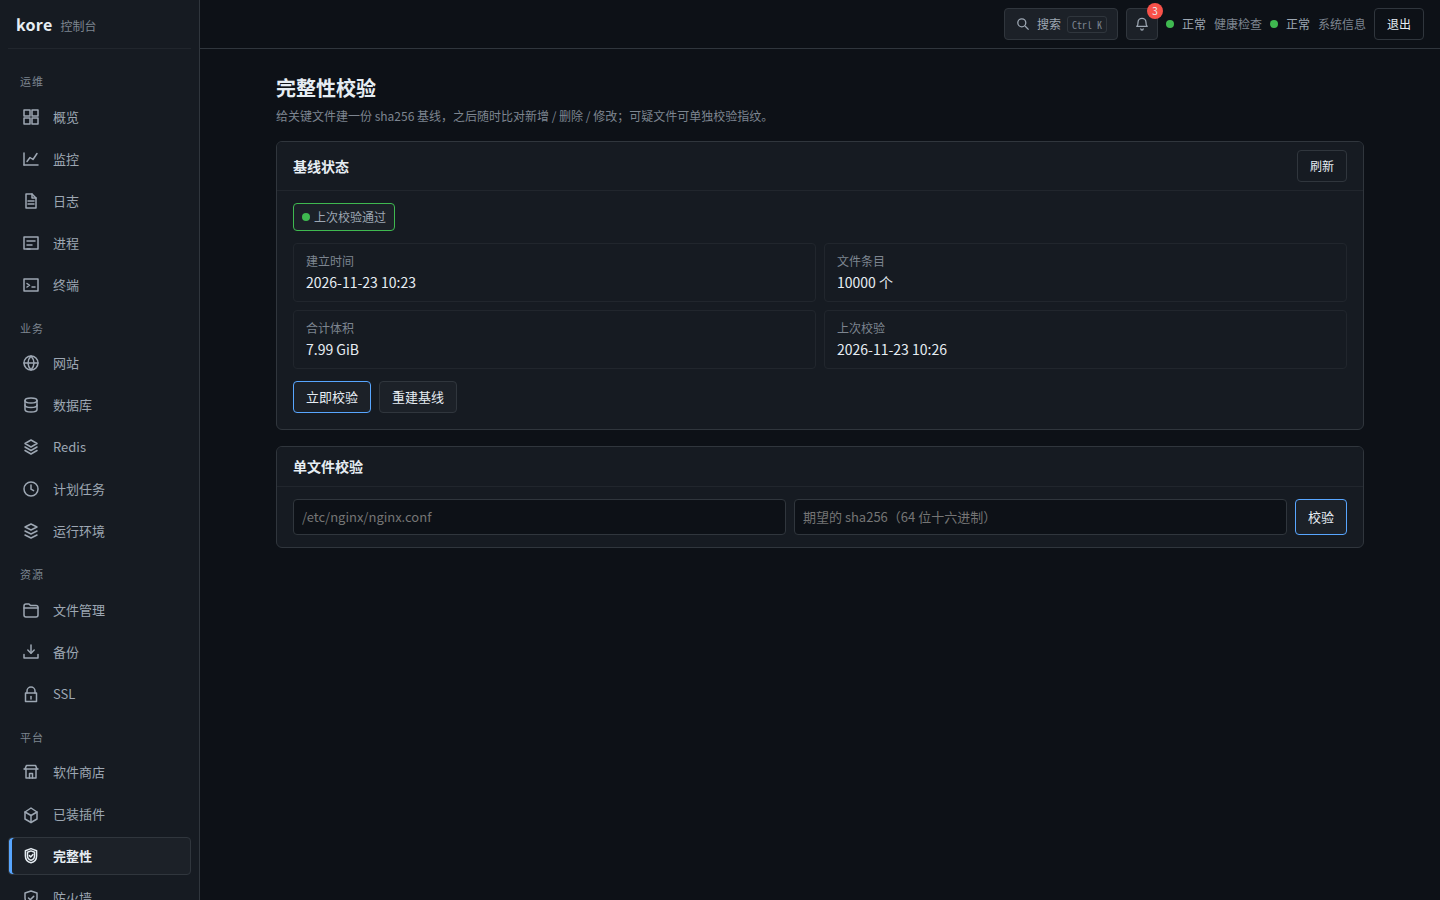 kore 控制台
搜索 Ctrl K
3
正常 健康检查
正常 系统信息
退出
运维
概览
监控
日志
进程
终端
业务
网站
数据库
Redis
计划任务
运行环境
资源
文件管理
备份
SSL
平台
软件商店
已装插件
完整性
防火墙
完整性校验
给关键文件建一份 sha256 基线，之后随时比对新增 / 删除 / 修改；可疑文件可单独校验指纹。
基线状态
刷新
上次校验通过
建立时间
2026-11-23 10:23
文件条目
10000 个
合计体积
7.99 GiB
上次校验
2026-11-23 10:26
立即校验
重建基线
单文件校验
/etc/nginx/nginx.conf
期望的 sha256（64 位十六进制）
校验